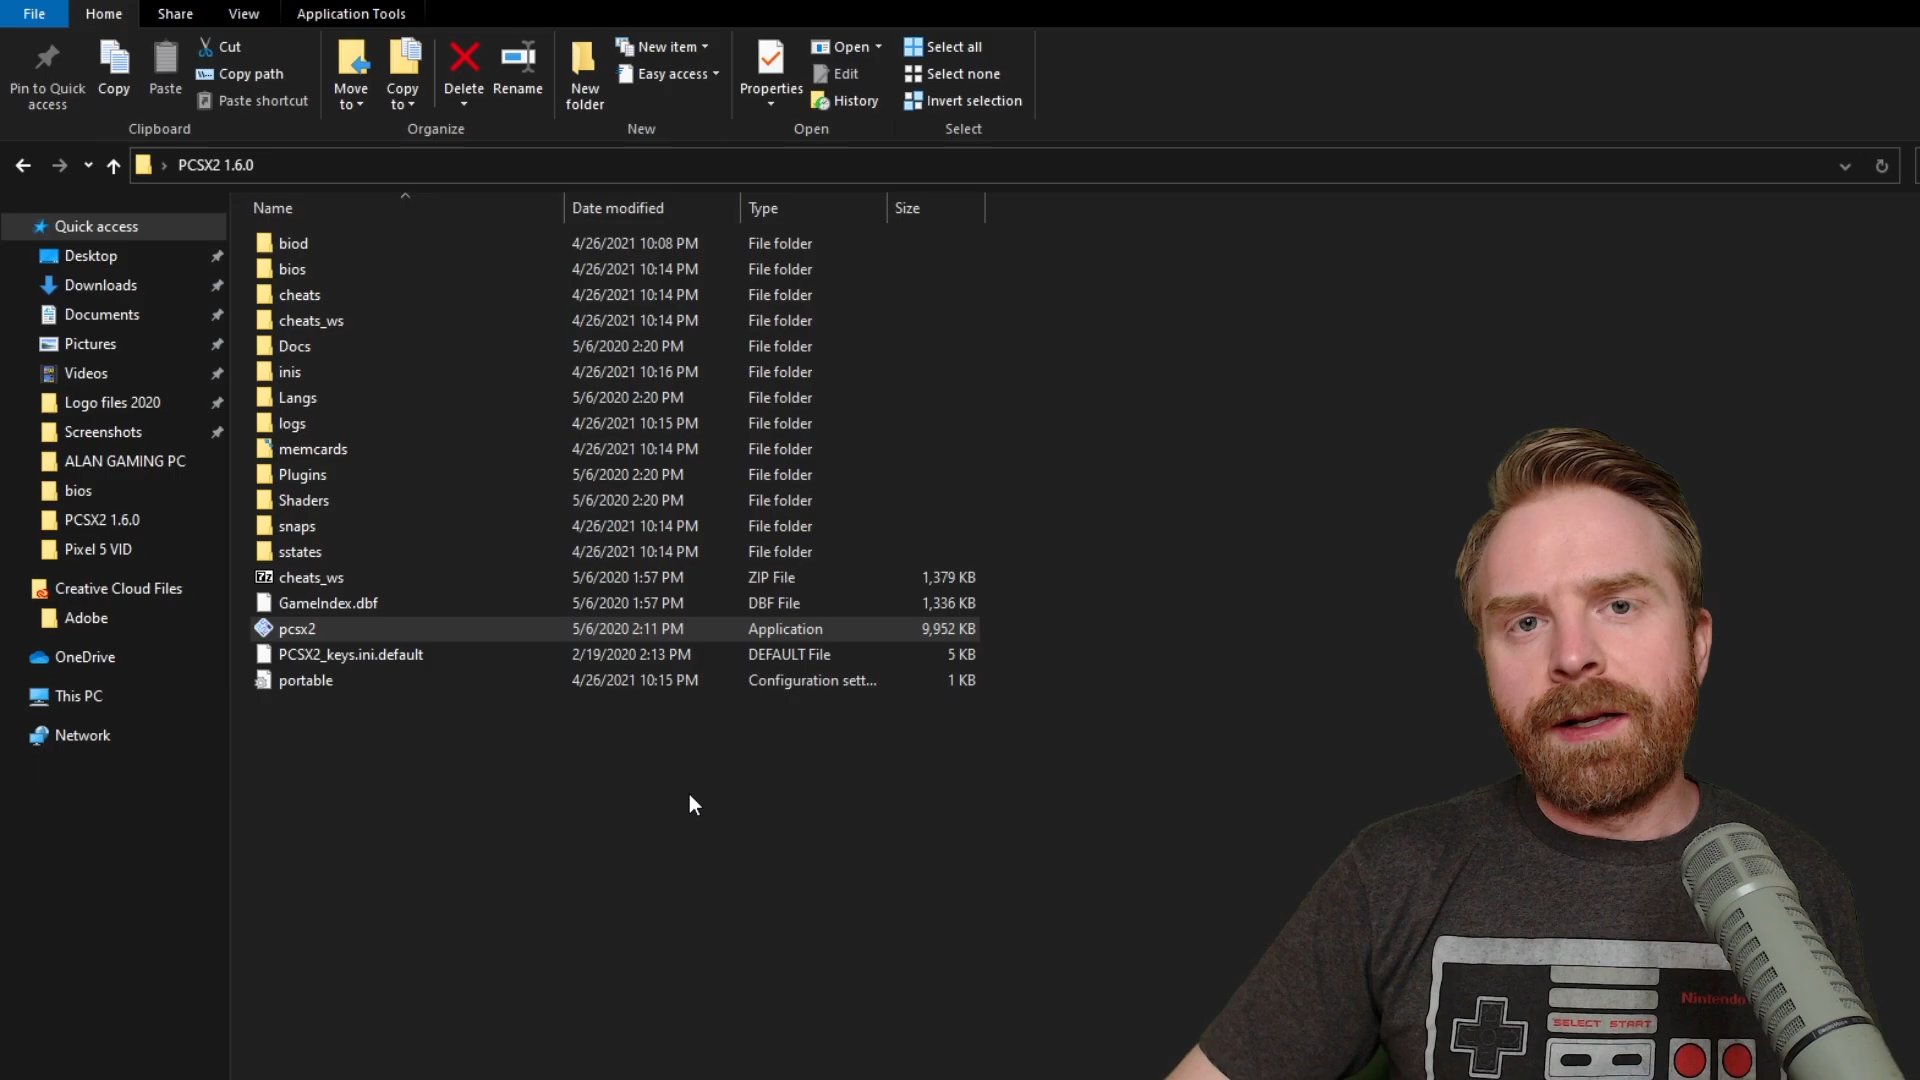 File Home Share View Application Tools
Pin to Quick access
Copy
Paste
Cut
Copy path
Paste shortcut
Clipboard
Move to
Copy to
Delete
Rename
Organize
New folder
New item
Easy access
New
Properties
Open
Edit
History
Open
Select all
Select none
Invert selection
Select
PCSX2 1.6.0
Quick access
Desktop
Downloads
Documents
Pictures
Videos
Logo files 2020
Screenshots
ALAN GAMING PC
bios
PCSX2 1.6.0
Pixel 5 VID
Creative Cloud Files
Adobe
OneDrive
This PC
Network
Name Date modified Type Size
biod 4/26/2021 10:08 PM File folder
bios 4/26/2021 10:14 PM File folder
cheats 4/26/2021 10:14 PM File folder
cheats_ws 4/26/2021 10:14 PM File folder
Docs 5/6/2020 2:20 PM File folder
inis 4/26/2021 10:16 PM File folder
Langs 5/6/2020 2:20 PM File folder
logs 4/26/2021 10:15 PM File folder
memcards 4/26/2021 10:14 PM File folder
Plugins 5/6/2020 2:20 PM File folder
Shaders 5/6/2020 2:20 PM File folder
snaps 4/26/2021 10:14 PM File folder
sstates 4/26/2021 10:14 PM File folder
cheats_ws 5/6/2020 1:57 PM ZIP File 1,379 KB
GameIndex.dbf 5/6/2020 1:57 PM DBF File 1,336 KB
pcsx2 5/6/2020 2:11 PM Application 9,952 KB
PCSX2_keys.ini.default 2/19/2020 2:13 PM DEFAULT File 5 KB
portable 4/26/2021 10:15 PM Configuration sett... 1 KB
Nintendo
SELECT START